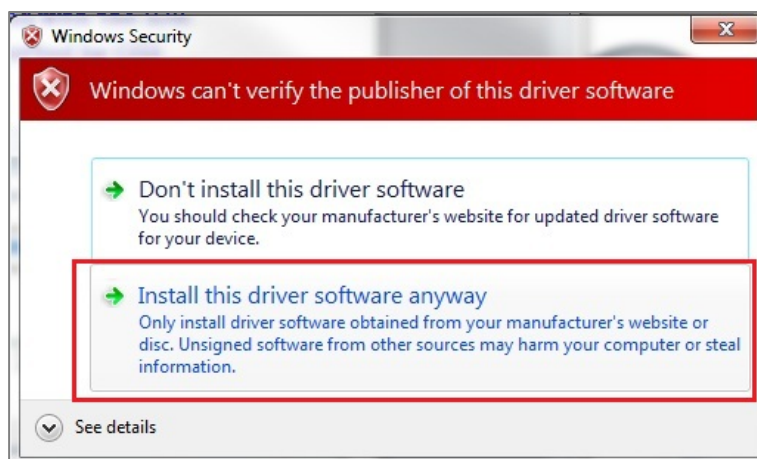 Windows Security
Windows can't verify the publisher of this driver software
Don't install this driver software
You should check your manufacturer's website for updated driver software
for your device.
Install this driver software anyway
Only install driver software obtained from your manufacturer's website or
disc. Unsigned software from other sources may harm your computer or steal
information.
See details